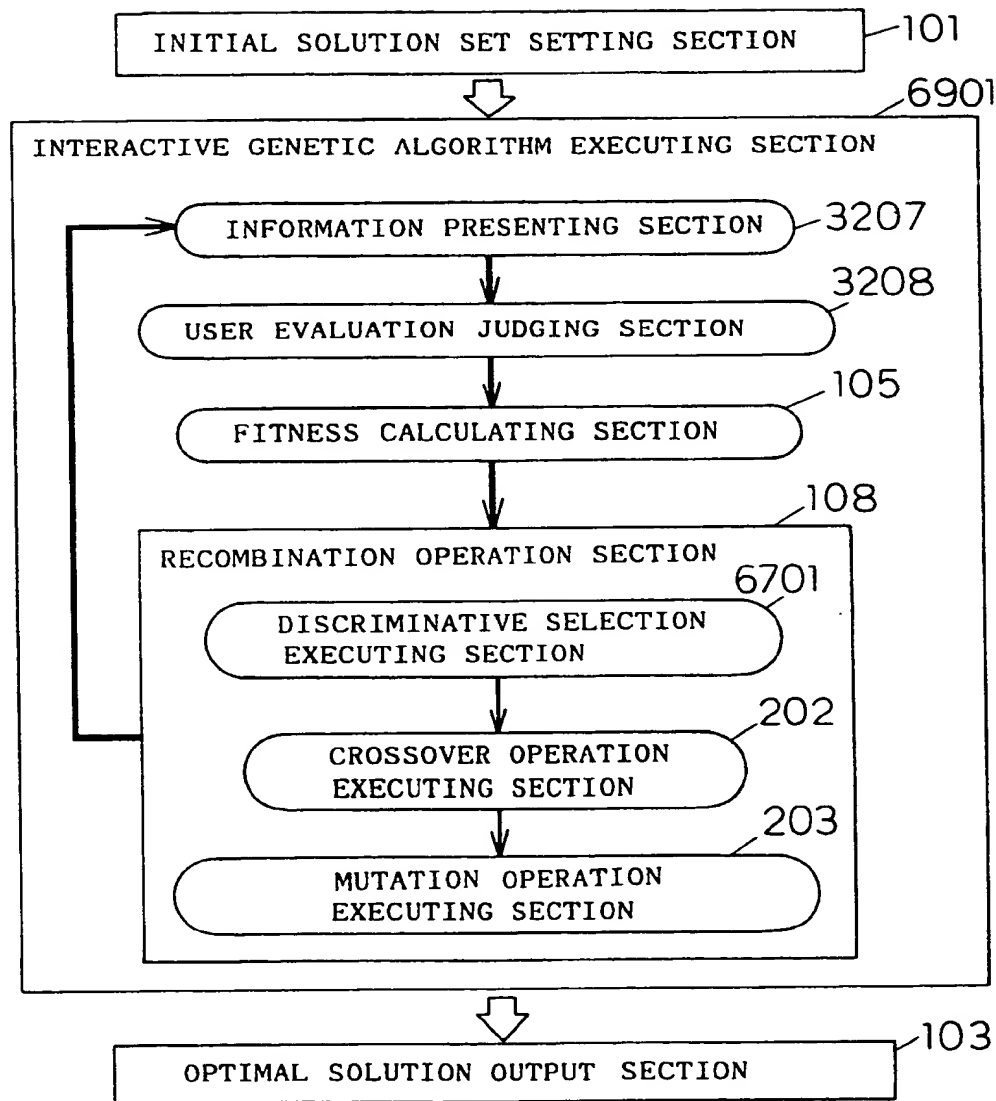 INITIAL SOLUTION SET SETTING SECTION
101
6901
INTERACTIVE GENETIC ALGORITHM EXECUTING SECTION
INFORMATION PRESENTING SECTION
3207
3208
USER EVALUATION JUDGING SECTION
105
FITNESS CALCULATING SECTION
108
RECOMBINATION OPERATION SECTION
6701
DISCRIMINATIVE SELECTION
EXECUTING SECTION
202
CROSSOVER OPERATION
EXECUTING SECTION
203
MUTATION OPERATION
EXECUTING SECTION
103
OPTIMAL SOLUTION OUTPUT SECTION